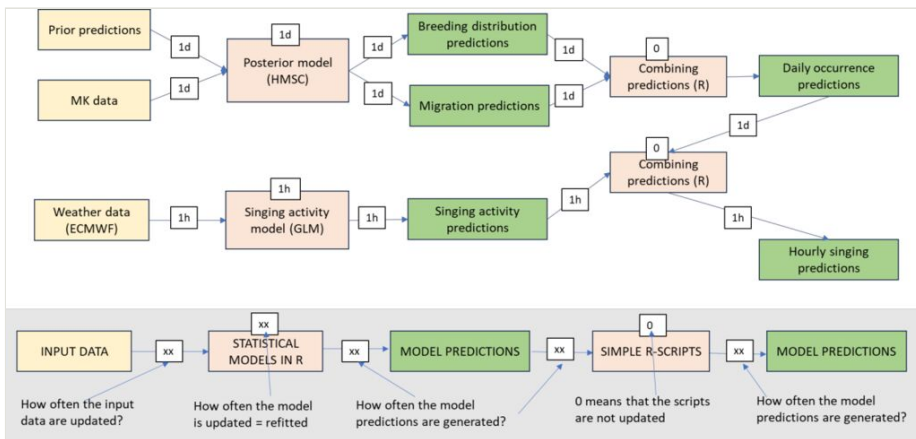 Prior predictions
1d
MK data
1d
1d
Posterior model
(HMSC)
1d
1d
Breeding distribution
predictions
Migration predictions
1d
1d
0
Combining
predictions (R)
Daily occurrence
predictions
1d
0
Combining
predictions (R)
Weather data
(ECMWF)
1h
1h
Singing activity
model (GLM)
1h
Singing activity
predictions
1h
1h
Hourly singing
predictions
INPUT DATA
xx
xx
STATISTICAL
MODELS IN R
xx
MODEL PREDICTIONS
xx
0
SIMPLE R-SCRIPTS
xx
MODEL PREDICTIONS
How often the input
data are updated?
How often the model
is updated = refitted
How often the model
predictions are generated?
0 means that the scripts
are not updated
How often the model
predictions are generated?